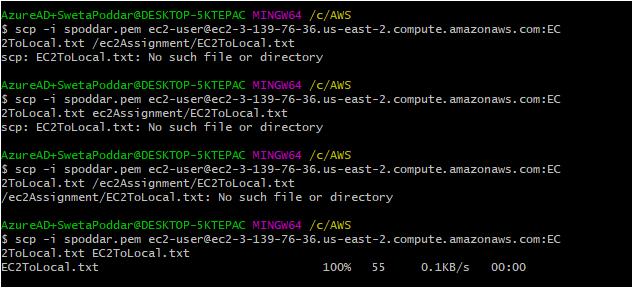 AzureAD+SwetaPoddar@DESKTOP-5KTEPAC MINGW64 /c/AWS
$ scp -i spoddar.pem ec2-user@ec2-3-139-76-36.us-east-2.compute.amazonaws.com:EC
2ToLocal.txt /ec2Assignment/EC2ToLocal.txt
scp: EC2ToLocal.txt: No such file or directory
AzureAD+SwetaPoddar@DESKTOP-5KTEPAC MINGW64 /c/AWS
$ scp -i spoddar.pem ec2-user@ec2-3-139-76-36.us-east-2.compute.amazonaws.com:EC
2ToLocal.txt ec2Assignment/EC2ToLocal.txt
scp: EC2ToLocal.txt: No such file or directory
AzureAD+SwetaPoddar@DESKTOP-5KTEPAC MINGW64 /c/AWS
$ scp -i spoddar.pem ec2-user@ec2-3-139-76-36.us-east-2.compute.amazonaws.com:EC
2ToLocal.txt /ec2Assignment/EC2ToLocal.txt
/ec2Assignment/EC2ToLocal.txt: No such file or directory
AzureAD+SwetaPoddar@DESKTOP-5KTEPAC MINGW64 /c/AWS
$ scp -i spoddar.pem ec2-user@ec2-3-139-76-36.us-east-2.compute.amazonaws.com:EC
2ToLocal.txt EC2ToLocal.txt
EC2ToLocal.txt 100% 55 0.1KB/s 00:00